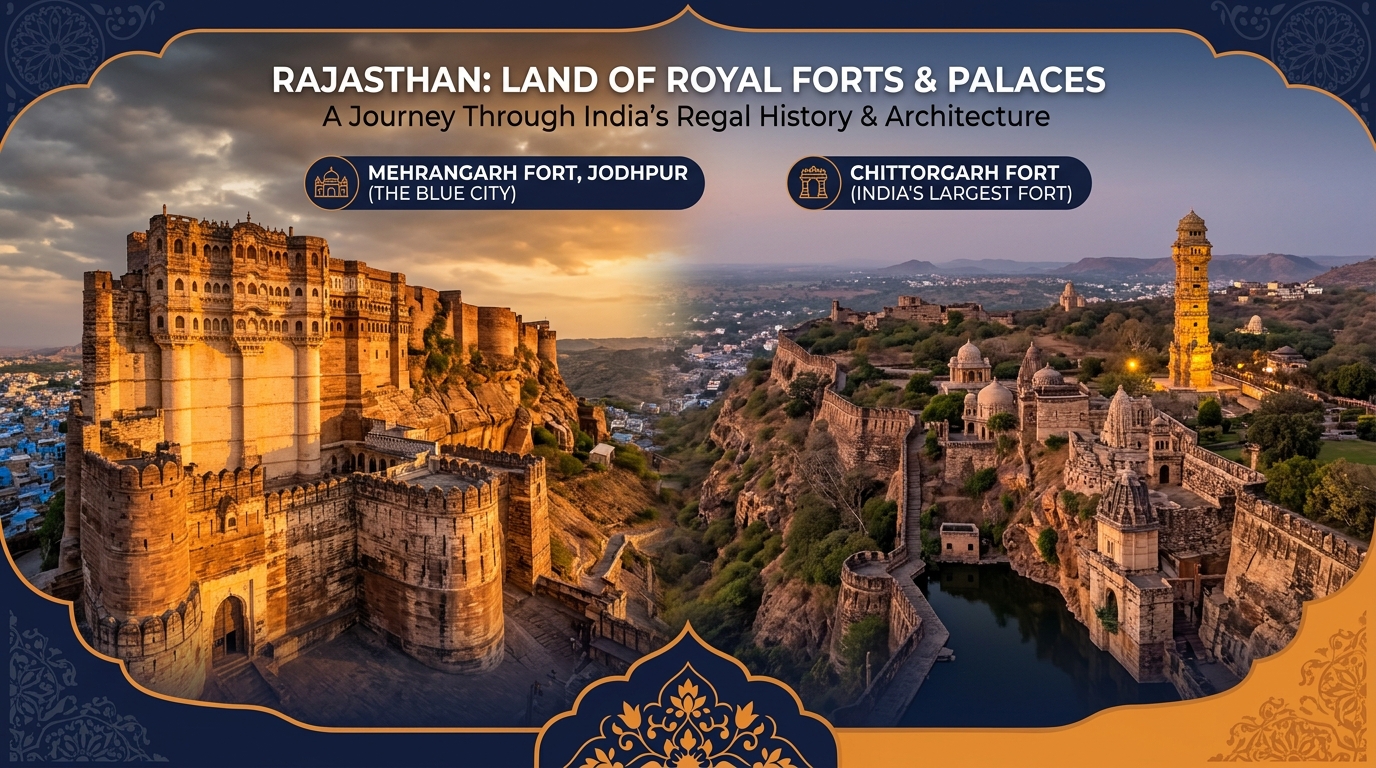 RAJASTHAN: LAND OF ROYAL FORTS & PALACES
A Journey Through India's Regal History & Architecture
MEHRANGARH FORT, JODHPUR
(THE BLUE CITY)
CHITTORGARH FORT
(INDIA'S LARGEST FORT)